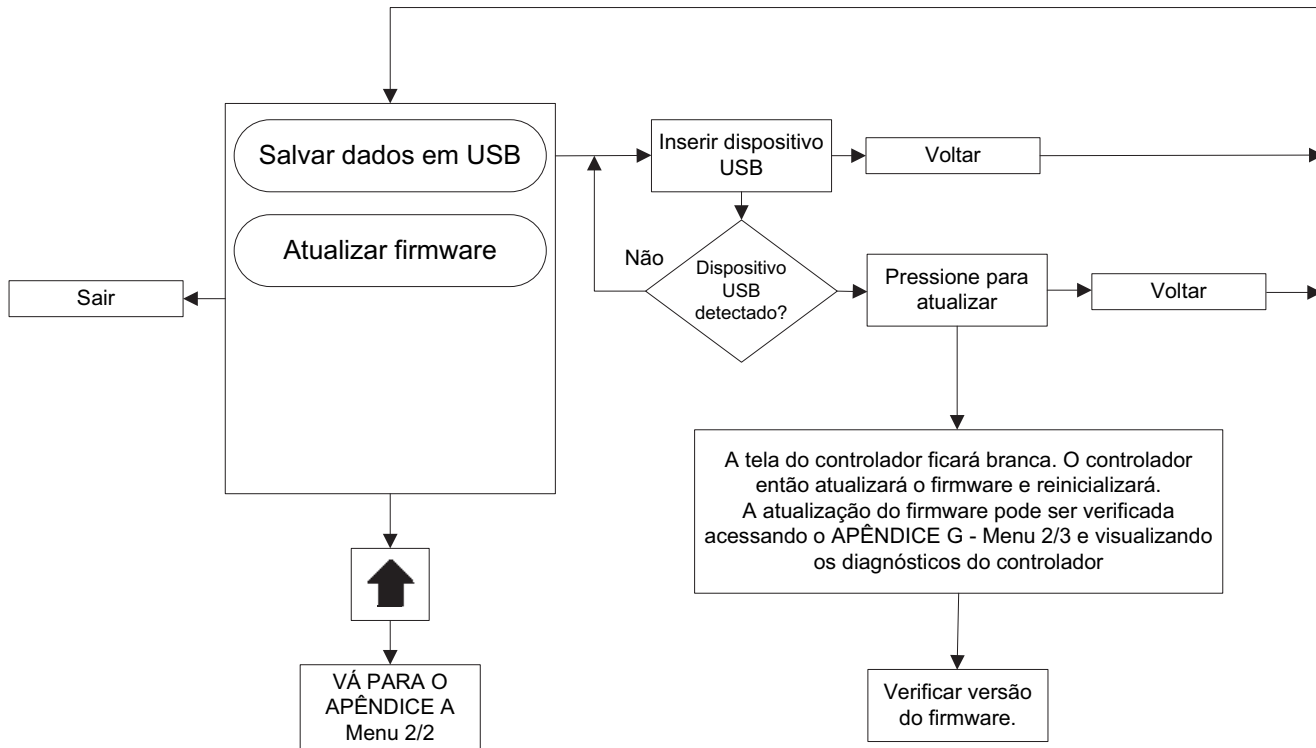 Salvar dados em USB
Atualizar firmware
Sair
Inserir dispositivo
USB
Voltar
Não
Dispositivo
USB
detectado?
Pressione para
atualizar
Voltar
A tela do controlador ficará branca. O controlador
então atualizará o firmware e reinicializará.
A atualização do firmware pode ser verificada
acessando o APÊNDICE G - Menu 2/3 e visualizando
os diagnósticos do controlador
VÁ PARA O
APÊNDICE A
Menu 2/2
Verificar versão
do firmware.